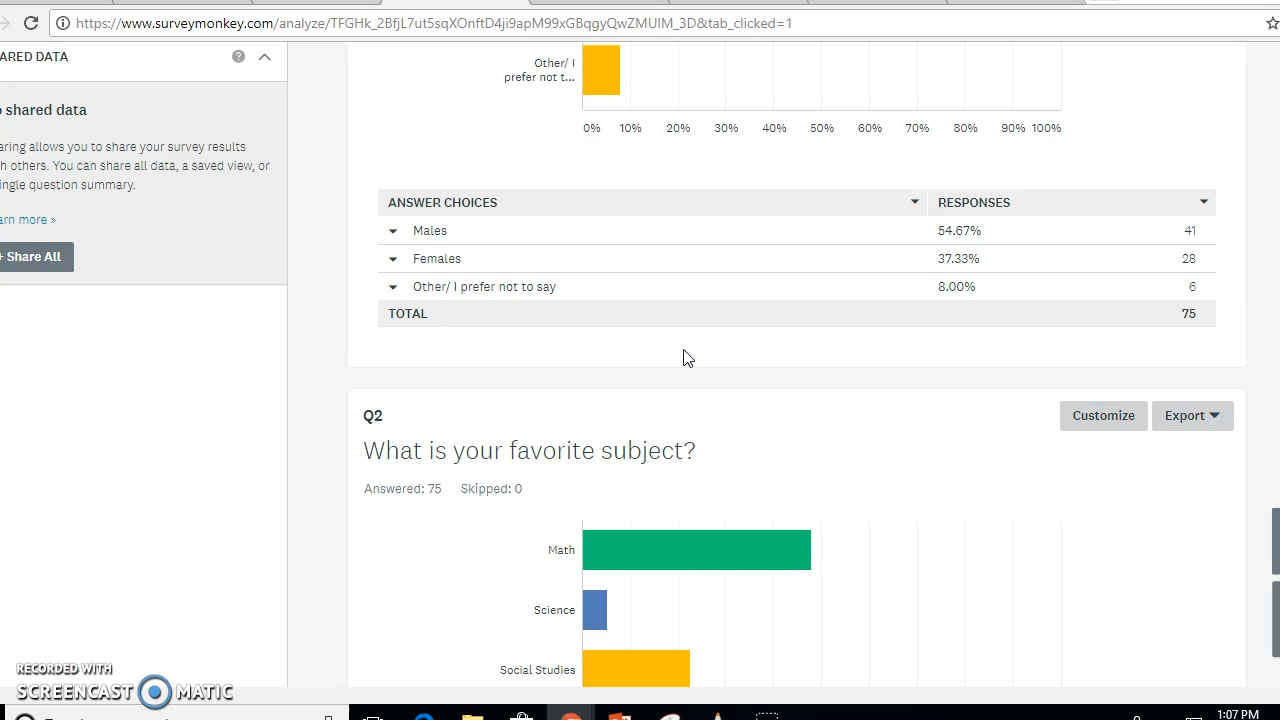 https://www.surveymonkey.com/analyze/TFGHk_2BfjL7ut5sqXOnftD4ji9apM99xGBqgyQwZMUIM_3D&tab_clicked=1
ARED DATA
?
o shared data
aring allows you to share your survey results
h others. You can share all data, a saved view, or
ingle question summary.
arn more »
+ Share All
Other/ I
prefer not t...
0% 10% 20% 30% 40% 50% 60% 70% 80% 90% 100%
ANSWER CHOICES RESPONSES
Males 54.67% 41
Females 37.33% 28
Other/ I prefer not to say 8.00% 6
TOTAL 75
Q2
Customize Export
What is your favorite subject?
Answered: 75 Skipped: 0
Math
Science
Social Studies
RECORDED WITH
SCREENCAST MATIC
1:07 PM